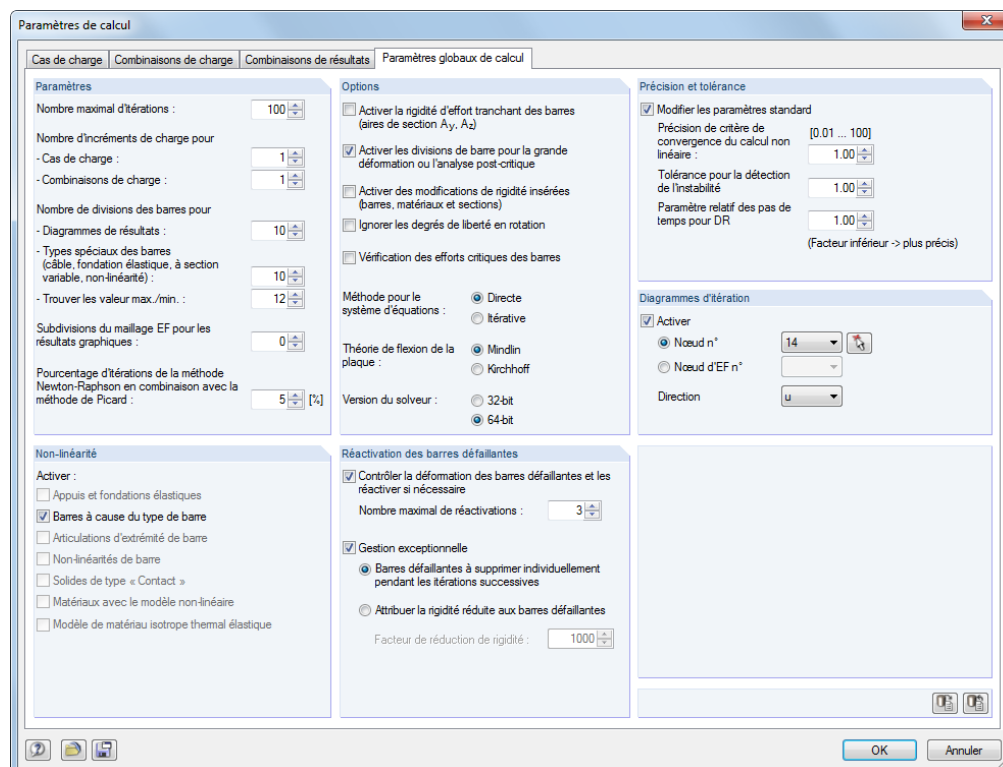 Paramètres de calcul
Cas de charge
Combinaisons de charge
Combinaisons de résultats
Paramètres globaux de calcul
Paramètres
Nombre maximal d'itérations :
100
Nombre d'incréments de charge pour
- Cas de charge :
1
- Combinaisons de charge :
1
Nombre de divisions des barres pour
- Diagrammes de résultats :
10
- Types spéciaux des barres
(câble, fondation élastique, à section
variable, non-linéarité) :
10
- Trouver les valeur max./min. :
12
Subdivisions du maillage EF pour les
résultats graphiques :
0
Pourcentage d'itérations de la méthode
Newton-Raphson en combinaison avec la
méthode de Picard :
5 [%]
Options
Activer la rigidité d'effort tranchant des barres
(aires de section Ay, Az)
Activer les divisions de barre pour la grande
déformation ou l'analyse post-critique
Activer des modifications de rigidité insérées
(barres, matériaux et sections)
Ignorer les degrés de liberté en rotation
Vérification des efforts critiques des barres
Méthode pour le
système d'équations :
Directe
Itérative
Théorie de flexion de la
plaque :
Mindlin
Kirchhoff
Version du solveur :
32-bit
64-bit
Précision et tolérance
Modifier les paramètres standard
Précision de critère de
convergence du calcul non
linéaire :
[0.01 ... 100]
1.00
Tolérance pour la détection
de l'instabilité
1.00
Paramètre relatif des pas de
temps pour DR
1.00
(Facteur inférieur -> plus précis)
Diagrammes d'itération
Activer
Nœud n°
14
Nœud d'EF n°
Direction
u
Non-linéarité
Activer :
Appuis et fondations élastiques
Barres à cause du type de barre
Articulations d'extrémité de barre
Non-linéarités de barre
Solides de type « Contact »
Matériaux avec le modèle non-linéaire
Modèle de matériau isotrope thermal élastique
Réactivation des barres défaillantes
Contrôler la déformation des barres défaillantes et les
réactiver si nécessaire
Nombre maximal de réactivations :
3
Gestion exceptionnelle
Barres défaillantes à supprimer individuellement
pendant les itérations successives
Attribuer la rigidité réduite aux barres défaillantes
Facteur de réduction de rigidité :
1000
OK
Annuler